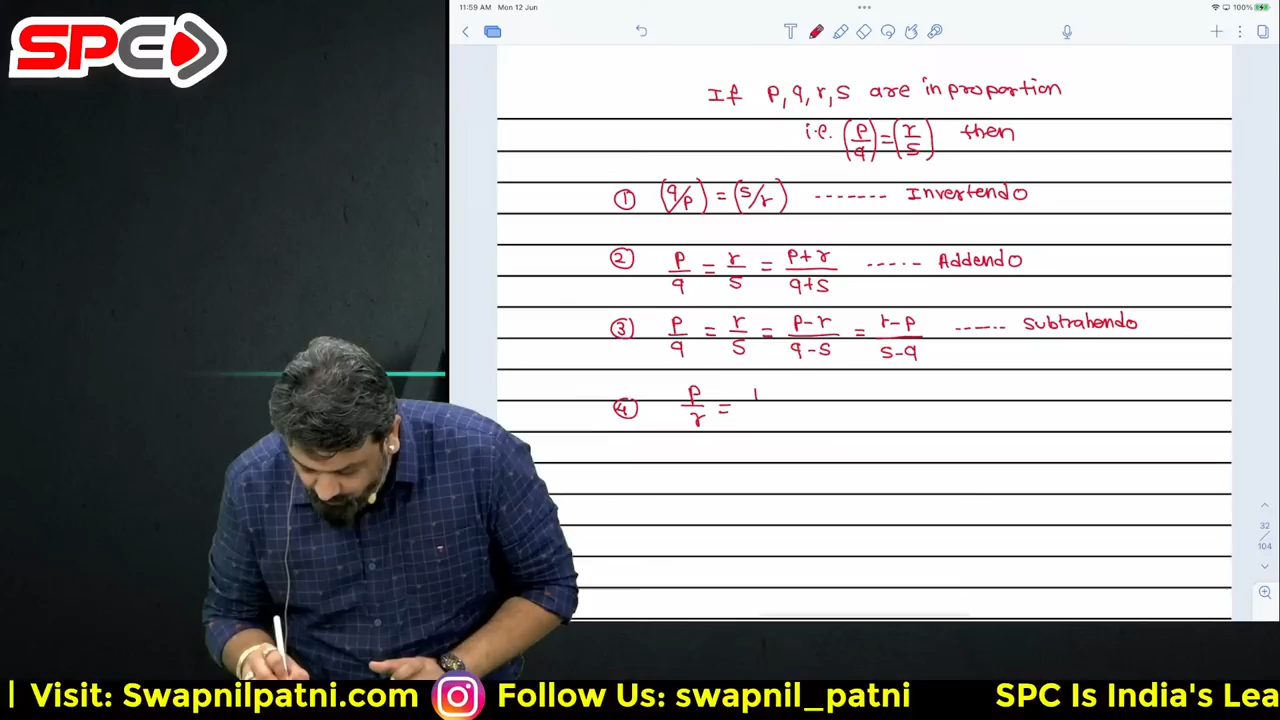 11:59 AM Mon 12 Jun
100%
SPC
If p, q, r, s are in proportion
i.e. (p/q) = (r/s) then
① (q/p) = (s/r) ------- Invertendo
② p/q = r/s = p+r/q+s ------ Addendo
③ p/q = r/s = p-r/q-s = r-p/s-q ------ Subtrahendo
④ p/r =
32
/
104
| Visit: Swapnilpatni.com Follow Us: swapnil_patni SPC Is India's Lea